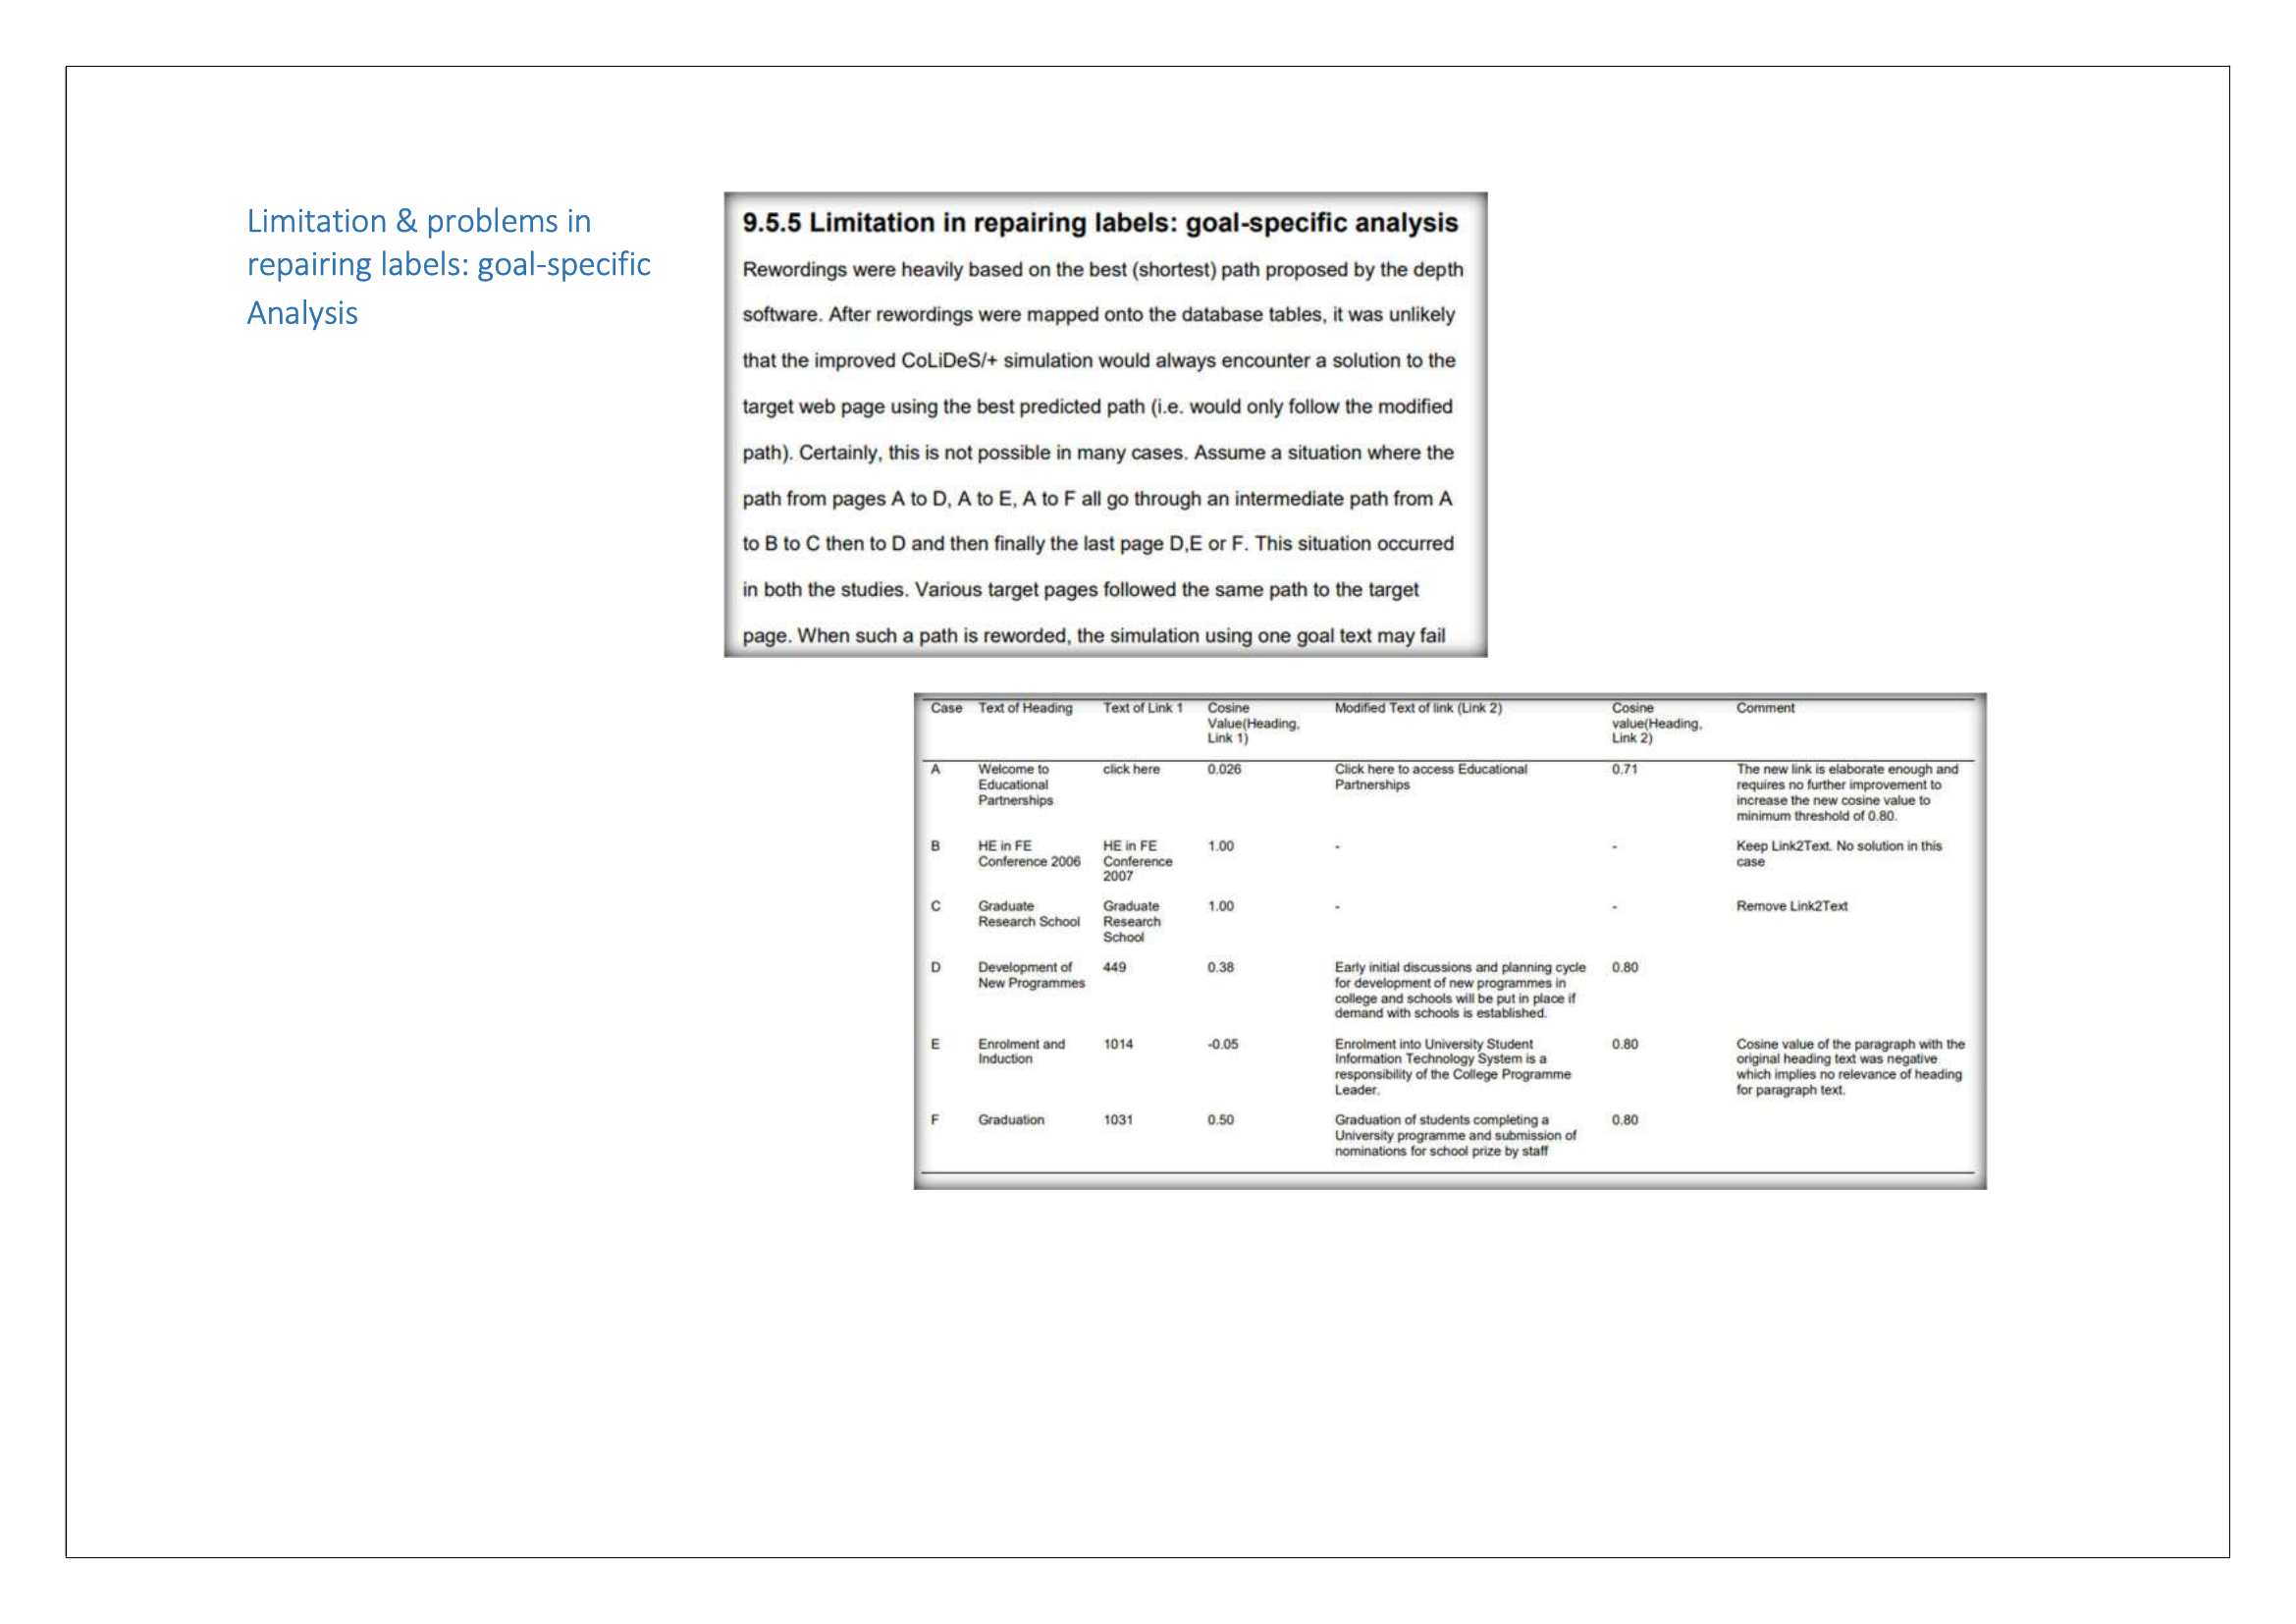 Limitation & problems in
repairing labels: goal-specific
Analysis
9.5.5 Limitation in repairing labels: goal-specific analysis
Rewordings were heavily based on the best (shortest) path proposed by the depth
software. After rewordings were mapped onto the database tables, it was unlikely
that the improved CoLiDeS/+ simulation would always encounter a solution to the
target web page using the best predicted path (i.e. would only follow the modified
path). Certainly, this is not possible in many cases. Assume a situation where the
path from pages A to D, A to E, A to F all go through an intermediate path from A
to B to C then to D and then finally the last page D,E or F. This situation occurred
in both the studies. Various target pages followed the same path to the target
page. When such a path is reworded, the simulation using one goal text may fail
Case Text of Heading Text of Link 1 Cosine Modified Text of link (Link 2) Cosine Comment
Value(Heading, value(Heading,
Link 1) Link 2)
A Welcome to click here 0.026 Click here to access Educational 0.71 The new link is elaborate enough and
Educational Partnerships requires no further improvement to
Partnerships increase the new cosine value to
minimum threshold of 0.80.
B HE in FE HE in FE 1.00 - - Keep Link2Text. No solution in this
Conference 2006 Conference case
2007
C Graduate Graduate 1.00 - - Remove Link2Text
Research School Research
School
D Development of 449 0.38 Early initial discussions and planning cycle 0.80
New Programmes for development of new programmes in
college and schools will be put in place if
demand with schools is established.
E Enrolment and 1014 -0.05 Enrolment into University Student 0.80 Cosine value of the paragraph with the
Induction Information Technology System is a original heading text was negative
responsibility of the College Programme which implies no relevance of heading
Leader. for paragraph text.
F Graduation 1031 0.50 Graduation of students completing a 0.80
University programme and submission of
nominations for school prize by staff